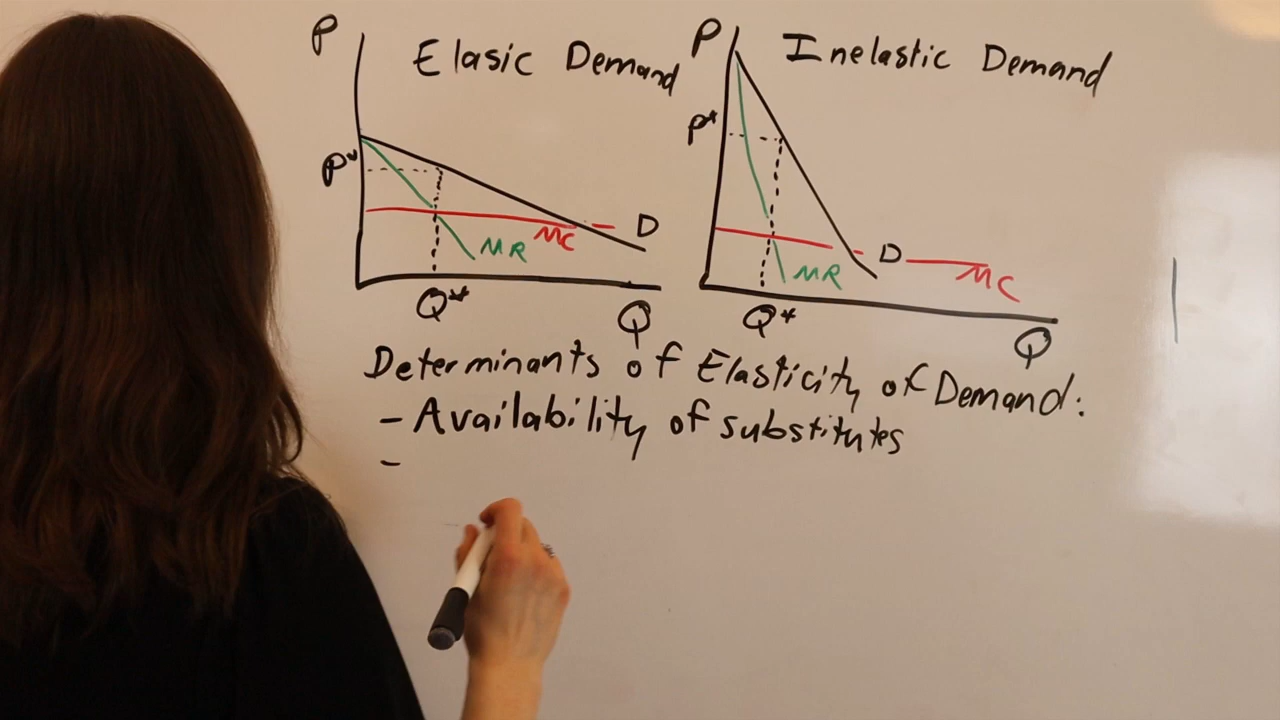 P
Elasic Demand
P*
MR
MC
D
Q*
Q
P
Inelastic Demand
P*
MR
D
MC
Q*
Q
Determinants of Elasticity of Demand:
- Availability of substitutes
-